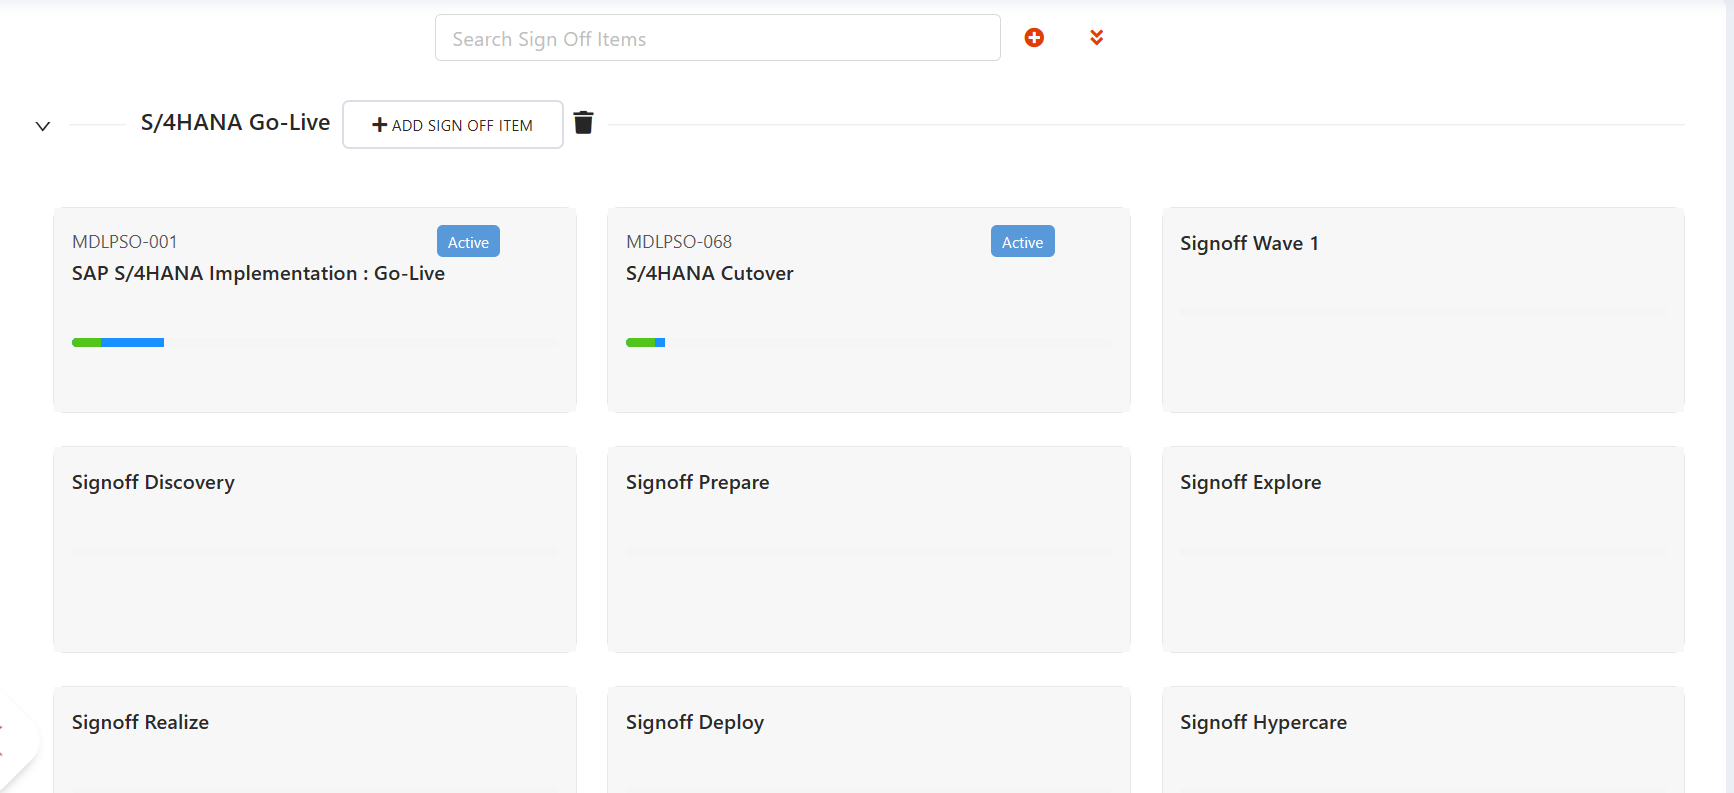 Search Sign Off Items
S/4HANA Go-Live
ADD SIGN OFF ITEM
MDLPSO-001
Active
SAP S/4HANA Implementation : Go-Live
MDLPSO-068
Active
S/4HANA Cutover
Signoff Wave 1
Signoff Discovery
Signoff Prepare
Signoff Explore
Signoff Realize
Signoff Deploy
Signoff Hypercare